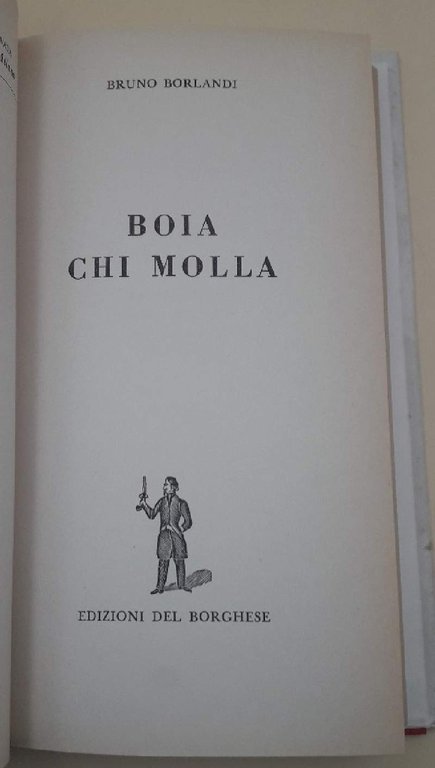 BRUNO BORLANDI
BOIA
CHI MOLLA
EDIZIONI DEL BORGHESE